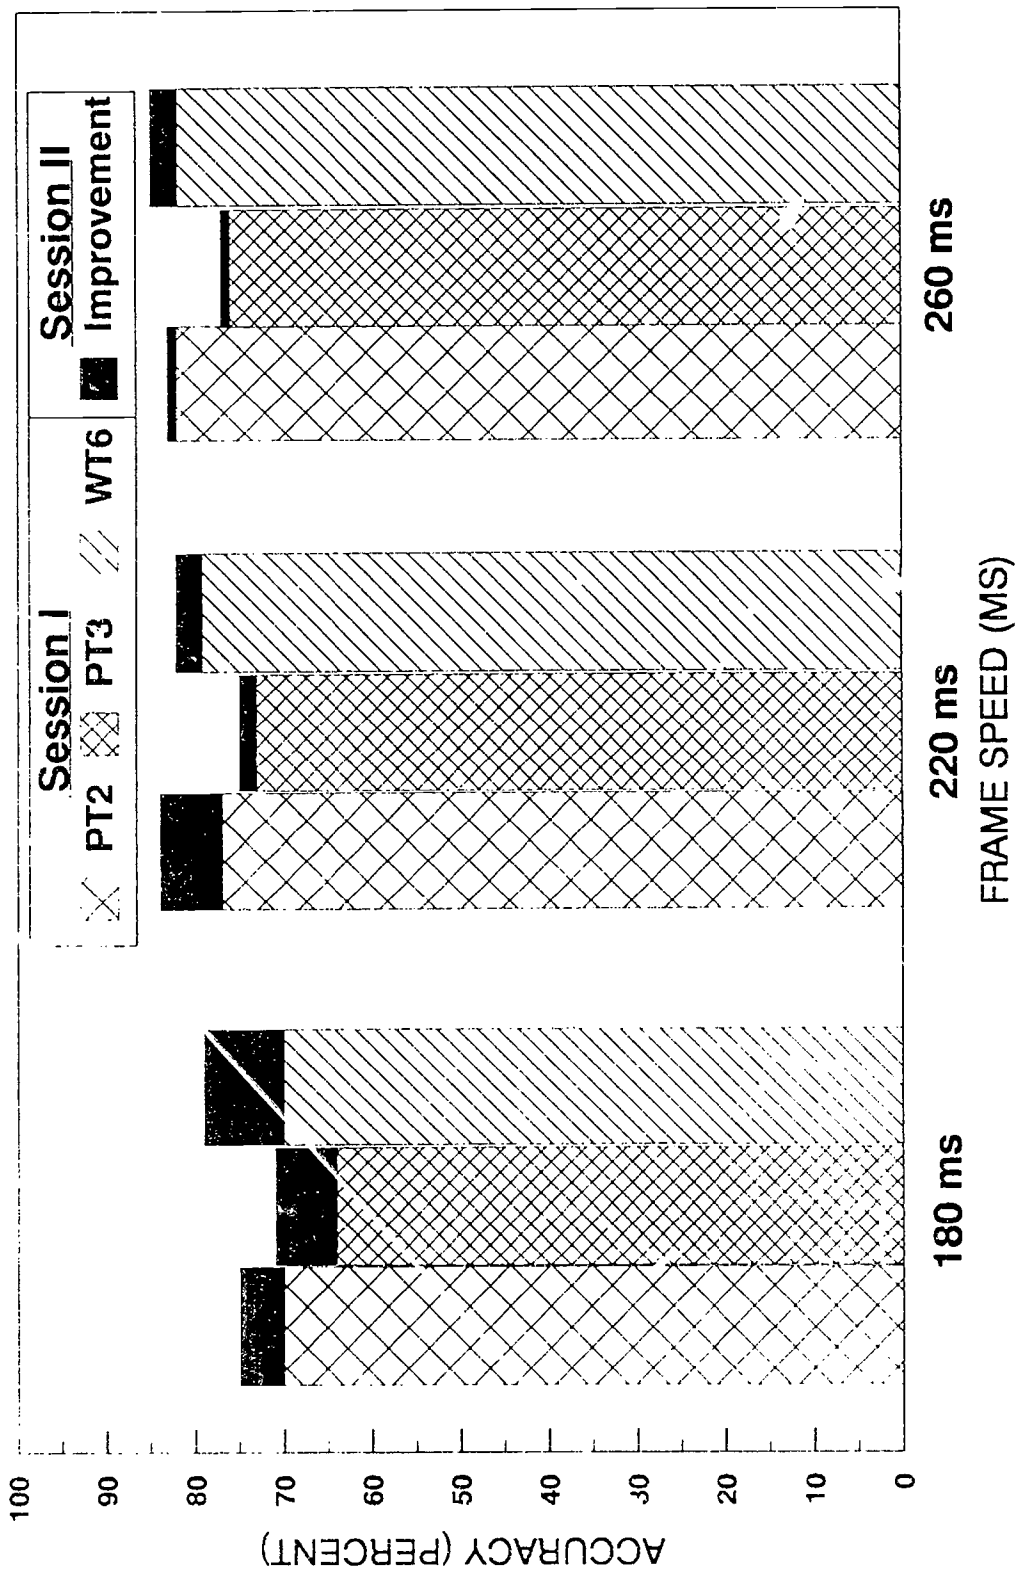 Session I
Session II
PT2 PT3 WT6
Improvement
ACCURACY (PERCENT)
100
90
80
70
60
50
40
30
20
10
0
180 ms
220 ms
260 ms
FRAME SPEED (MS)